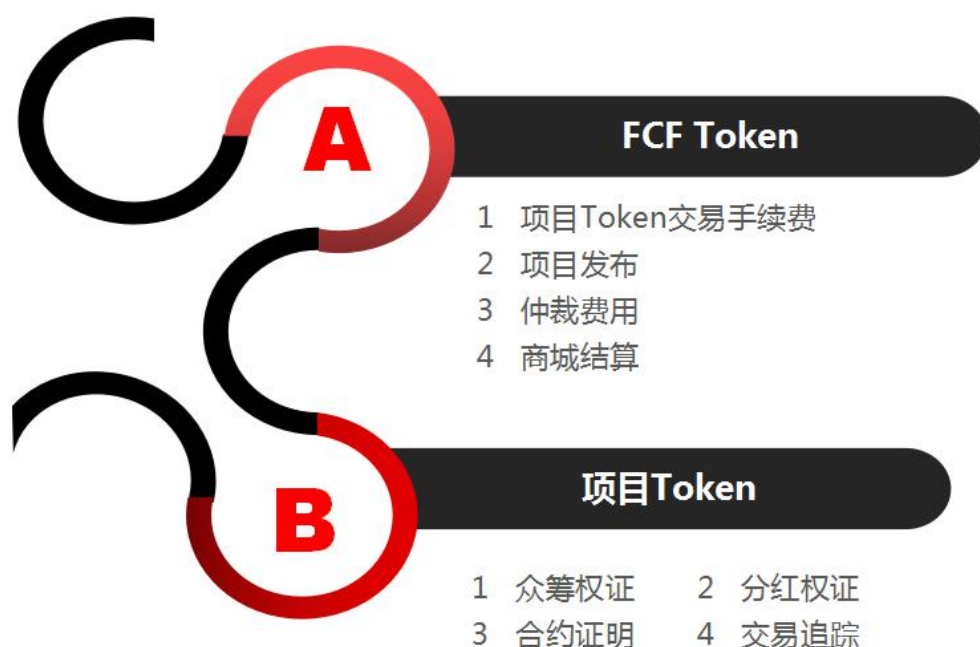 A
FCF Token
1 项目Token交易手续费
2 项目发布
3 仲裁费用
4 商城结算
B
项目Token
1 众筹权证 2 分红权证
3 合约证明 4 交易追踪